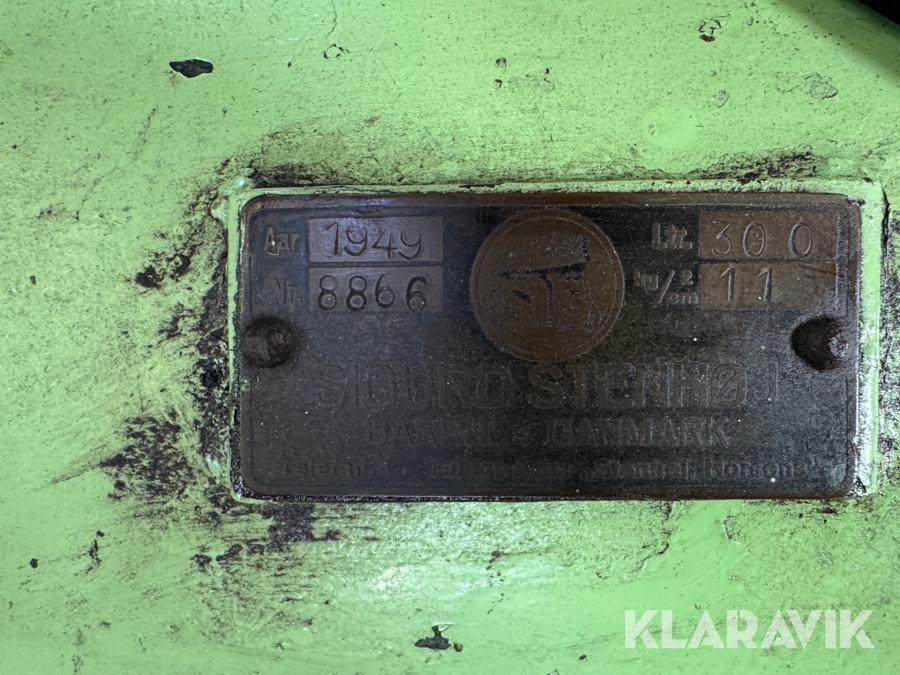 Aar 1949 Ltr. 300
Nr. 8866 kg/cm² 11
SIGURD STENHØJ
DANMARK
KLARAVIK